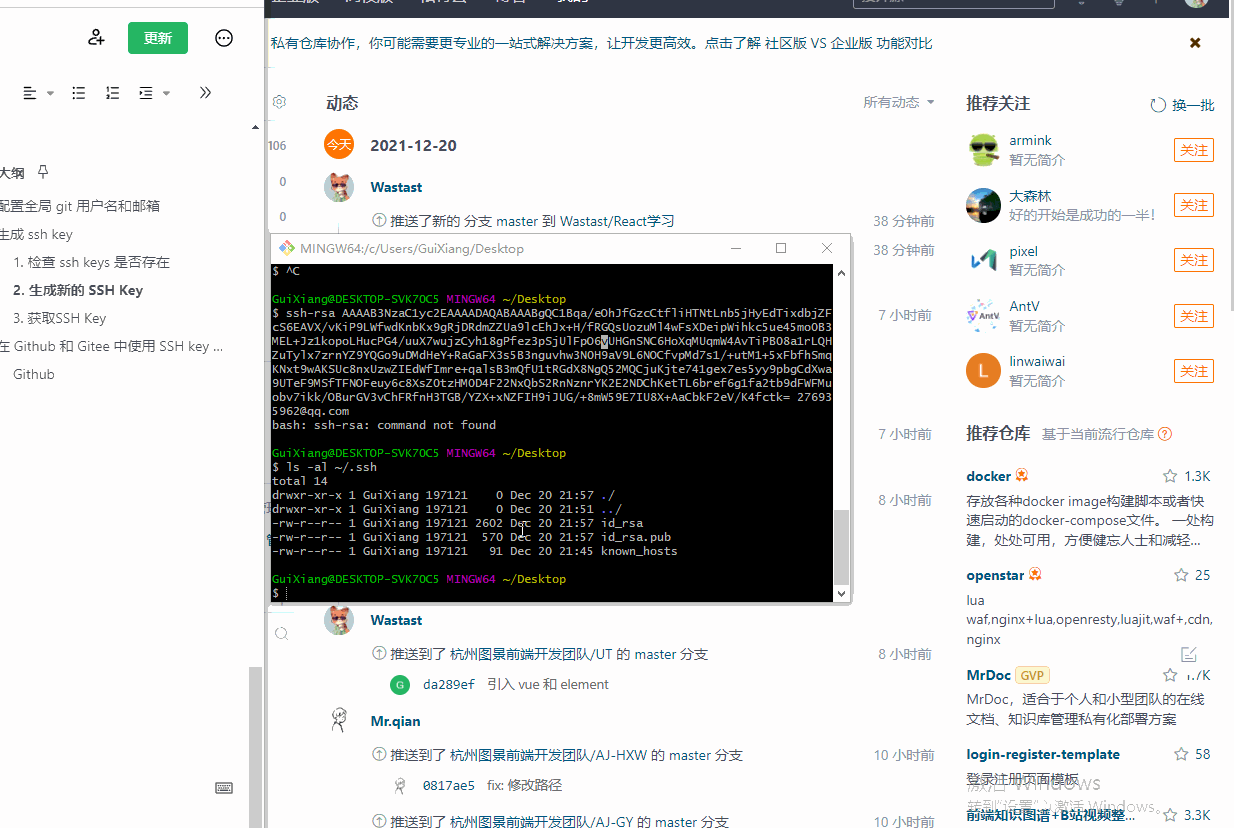 更新
私有仓库协作，你可能需要更专业的一站式解决方案，让开发更高效。点击了解 社区版 VS 企业版 功能对比
大纲
配置全局 git 用户名和邮箱
生成 ssh key
1. 检查 ssh keys 是否存在
2. 生成新的 SSH Key
3. 获取SSH Key
在 Github 和 Gitee 中使用 SSH key ...
Github
动态
所有动态
106
今天
2021-12-20
0
Wastast
0
推送了新的 分支 master 到 Wastast/React学习
38 分钟前
38 分钟前
7 小时前
7 小时前
8 小时前
MINGW64:/c/Users/GuiXiang/Desktop
$ ^C
GuiXiang@DESKTOP-SVK7OC5 MINGW64 ~/Desktop
bash: ssh-rsa: command not found
GuiXiang@DESKTOP-SVK7OC5 MINGW64 ~/Desktop
$ ls -al ~/.ssh
total 14
drwxr-xr-x 1 GuiXiang 197121    0 Dec 20 21:57 ./
drwxr-xr-x 1 GuiXiang 197121    0 Dec 20 21:51 ../
-rw-r--r-- 1 GuiXiang 197121 2602 Dec 20 21:57 id_rsa
-rw-r--r-- 1 GuiXiang 197121  570 Dec 20 21:57 id_rsa.pub
-rw-r--r-- 1 GuiXiang 197121   91 Dec 20 21:45 known_hosts
GuiXiang@DESKTOP-SVK7OC5 MINGW64 ~/Desktop
$
Wastast
推送到了 杭州图景前端开发团队/UT 的 master 分支
8 小时前
G
da289ef 引入 vue 和 element
Mr.qian
推送到了 杭州图景前端开发团队/AJ-HXW 的 master 分支
10 小时前
0817ae5 fix: 修改路径
推送到了 杭州图景前端开发团队/AJ-GY 的 master 分支
10 小时前
推荐关注
换一批
armink
暂无简介
关注
大森林
好的开始是成功的一半！
关注
pixel
暂无简介
关注
AntV
AntV
暂无简介
关注
L
linwaiwai
暂无简介
关注
推荐仓库
基于当前流行仓库
docker
1.3K
存放各种docker image构建脚本或者快
速启动的docker-compose文件。 一处构
建，处处可用，方便健忘人士和减轻...
openstar
25
lua
waf,nginx+lua,openresty,luajit,waf+,cdn,
nginx
MrDoc
GVP
1.7K
MrDoc，适合于个人和小型团队的在线
文档、知识库管理私有化部署方案
login-register-template
58
登录注册页面模板
激活 Windows
转到"设置"以激活 Windows。
前端知识图谱+B站视频整...
3.3K